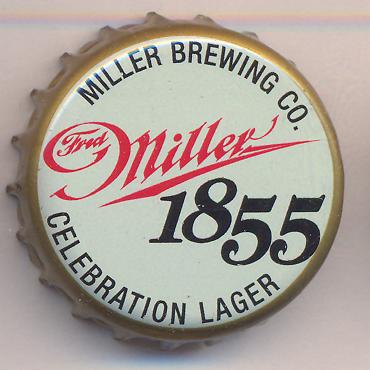 MILLER BREWING CO.
Fred Miller
1855
CELEBRATION LAGER